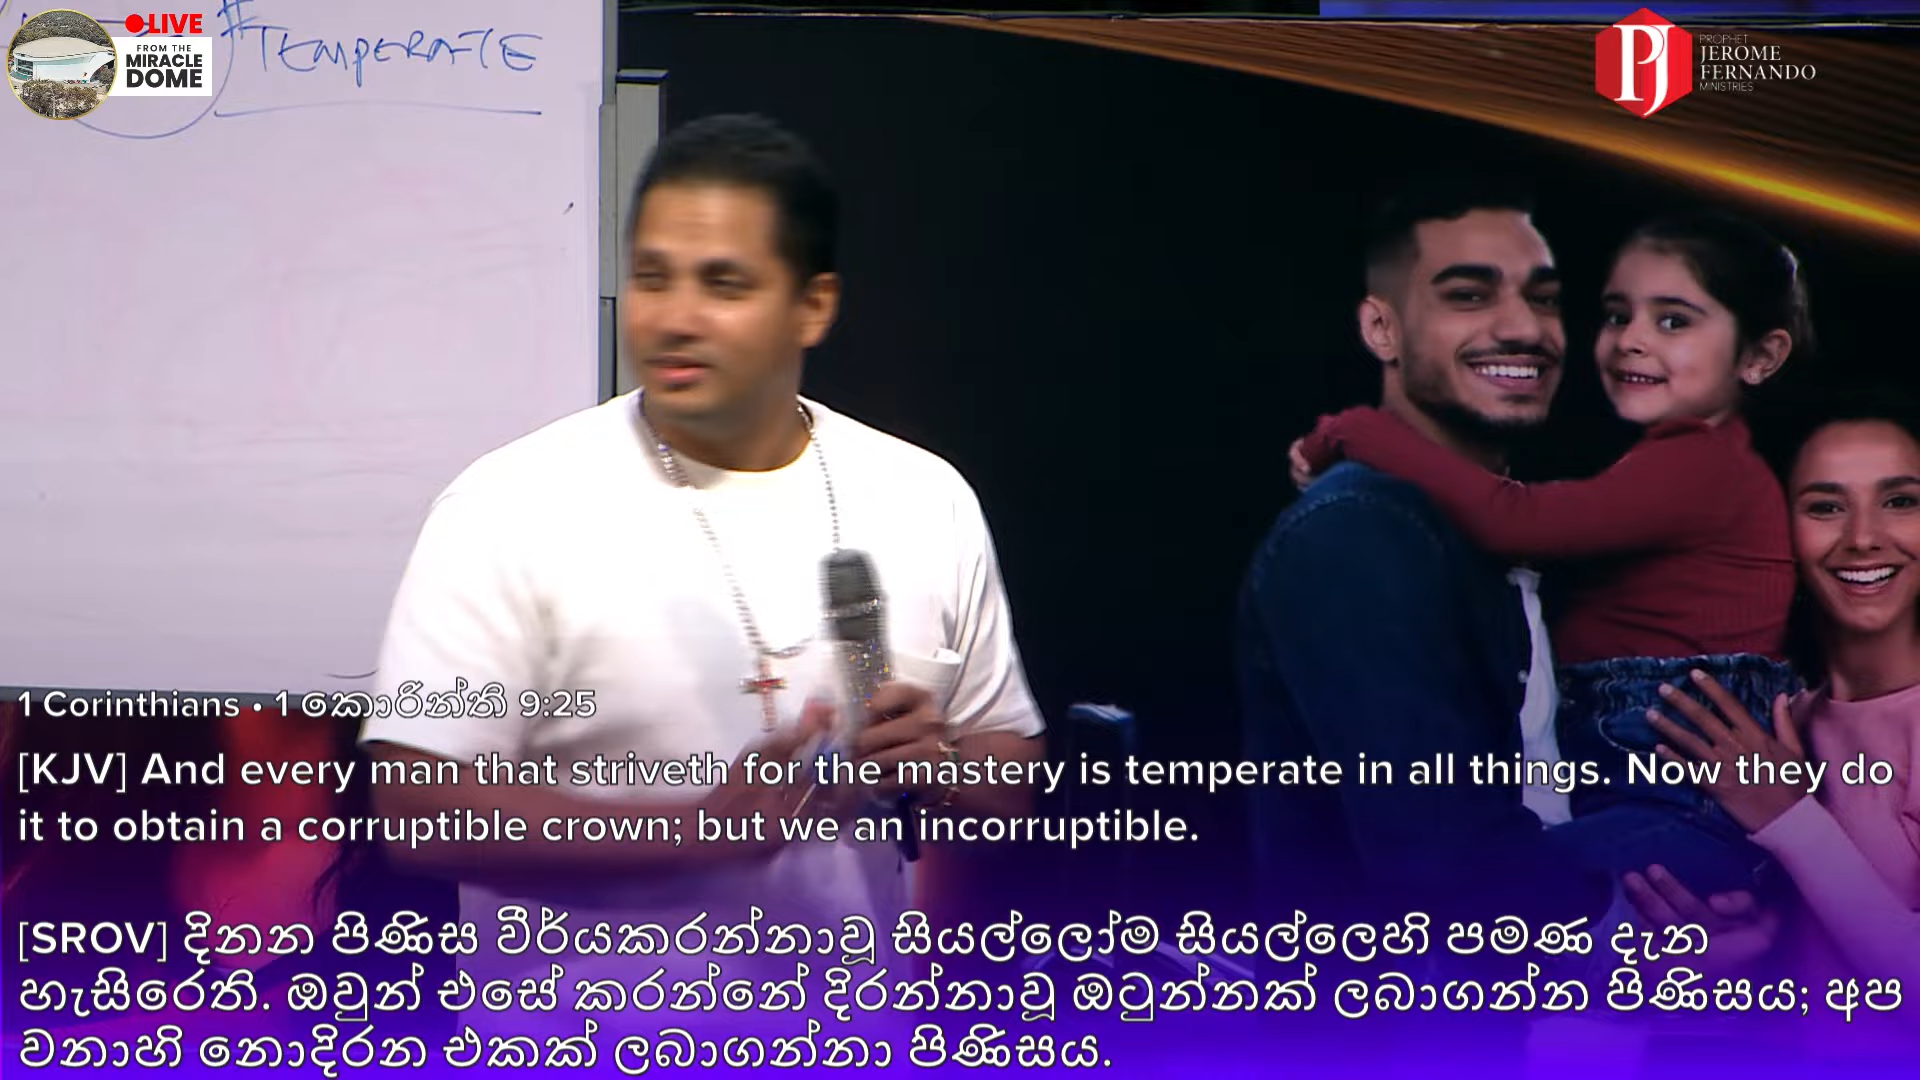 LIVE
FROM THE
MIRACLE
DOME
#TEMPERATE
PROPHET
JEROME
FERNANDO
MINISTRIES
PJ
1 Corinthians • 1 කොරින්ති 9:25
[KJV] And every man that striveth for the mastery is temperate in all things. Now they do
it to obtain a corruptible crown; but we an incorruptible.
[SROV] දිනන පිණිස වීර්යකරන්නාවූ සියල්ලෝම සියල්ලෙහි පමණ දැන
හැසිරෙති. ඔවුන් එසේ කරන්නේ දිරන්නාවූ ඔටුන්නක් ලබාගන්න පිණිසය; අප
වනාහි නොදිරන එකක් ලබාගන්නා පිණිසය.